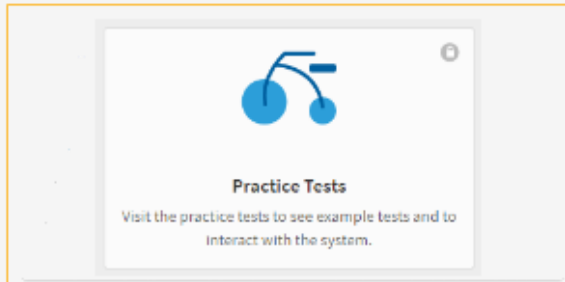 Practice Tests
Visit the practice tests to see example tests and to
interact with the system.